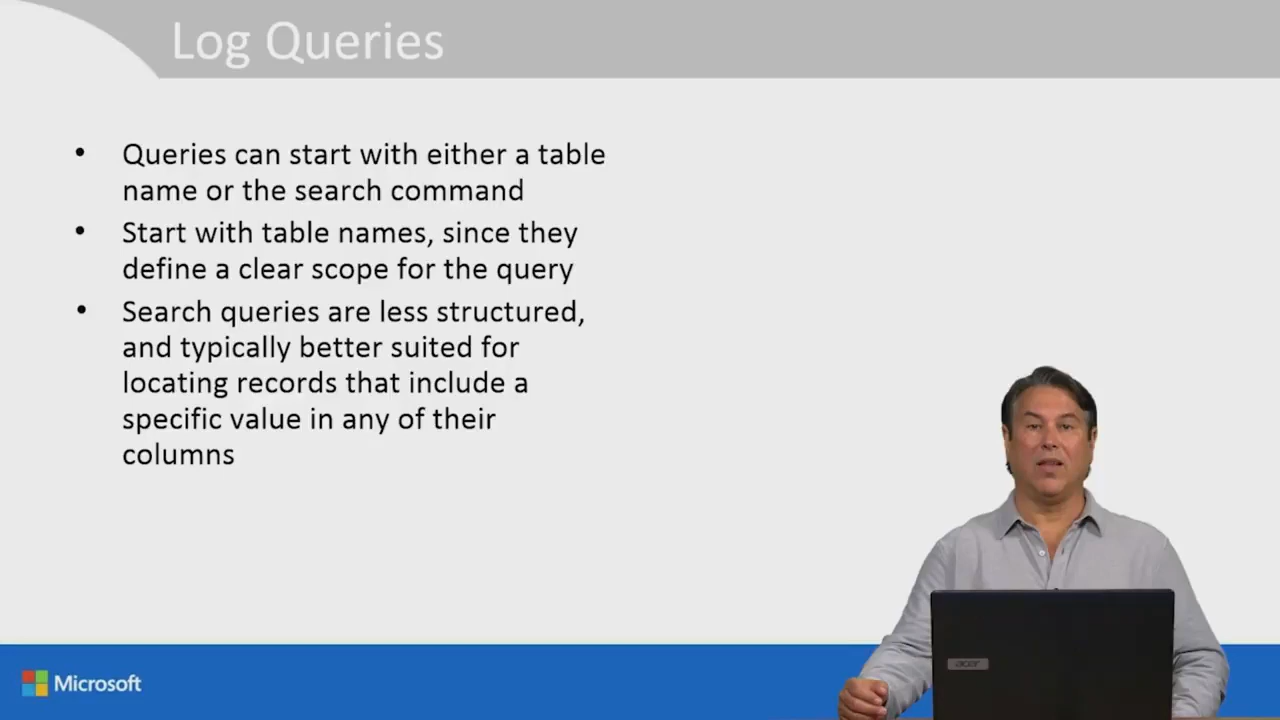 Log Queries
• Queries can start with either a table
name or the search command
• Start with table names, since they
define a clear scope for the query
• Search queries are less structured,
and typically better suited for
locating records that include a
specific value in any of their
columns
acer
Microsoft